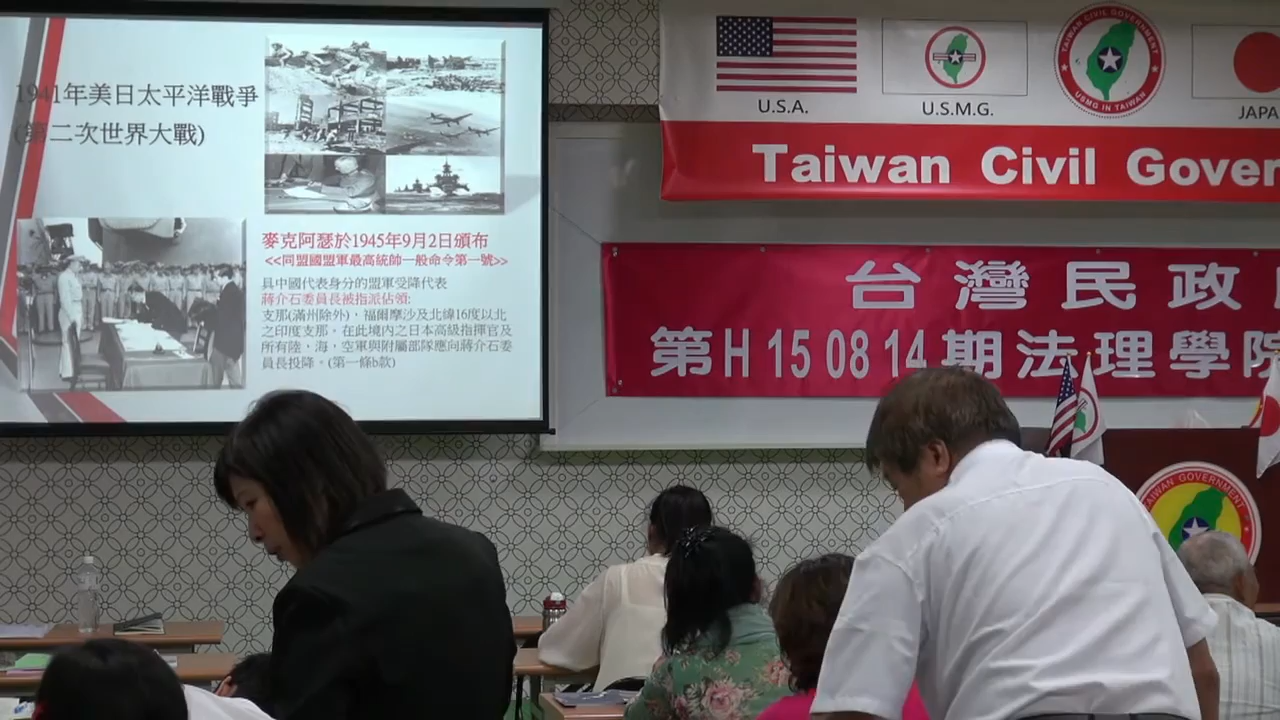 1941年美日太平洋戰爭
(第二次世界大戰)
麥克阿瑟於1945年9月2日頒布
<<同盟國盟軍最高統帥一般命令第一號>>
具中國代表身分的盟軍受降代表
蔣介石委員長被指派佔領:
支那(滿州除外)，福爾摩沙及北緯16度以北
之印度支那。在此境內之日本高級指揮官及
所有陸，海，空軍與附屬部隊應向蔣介石委
員長投降。(第一條b款)
U.S.A.
U.S.M.G.
TAIWAN CIVIL GOVERNMENT
USMG IN TAIWAN
JAPA
Taiwan Civil Gover
台灣民政
第H 15 08 14期法理學院
TAIWAN GOVERNMENT